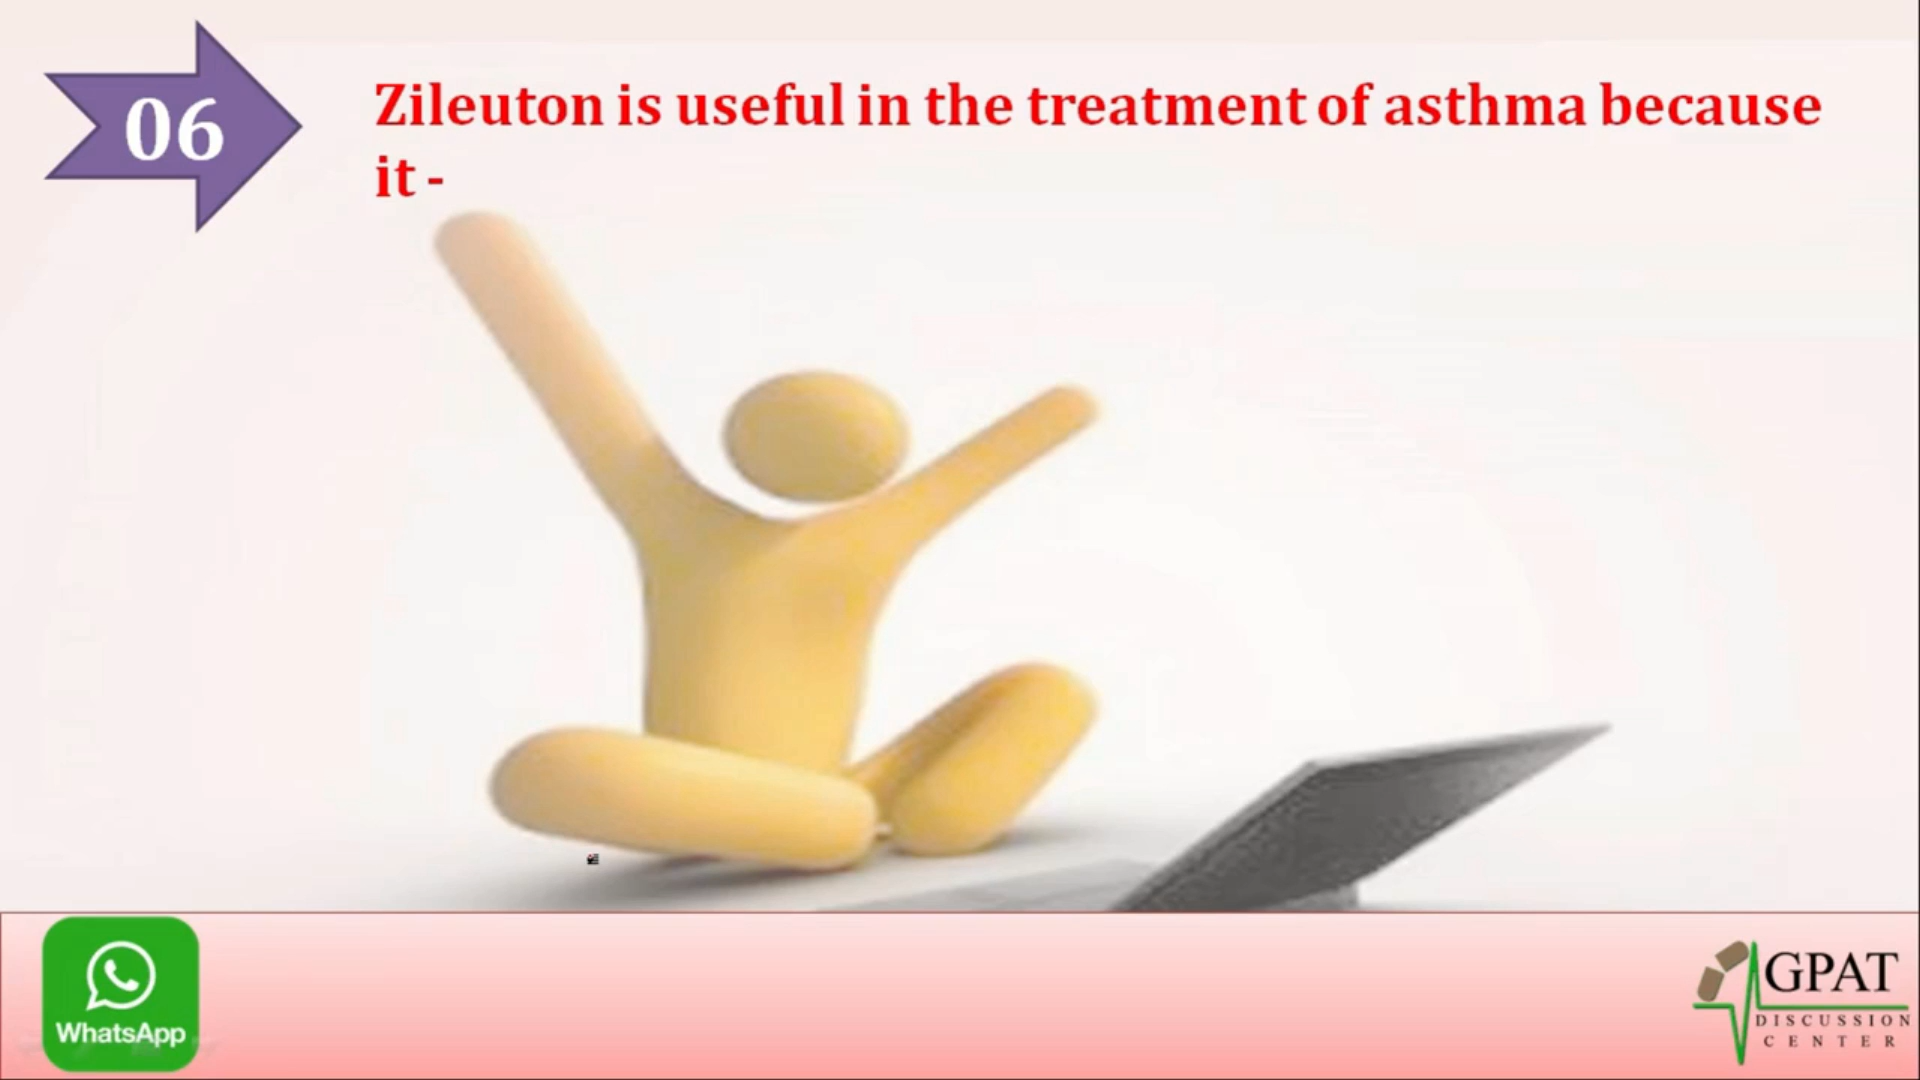 06
Zileuton is useful in the treatment of asthma because
it -
WhatsApp
GPAT
DISCUSSION
CENTER